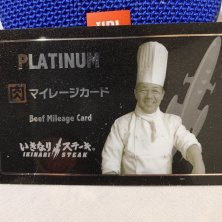 PLATINUM
肉 マイレージカード
Beef Mileage Card
いきなりステーキ
IKINARI STEAK